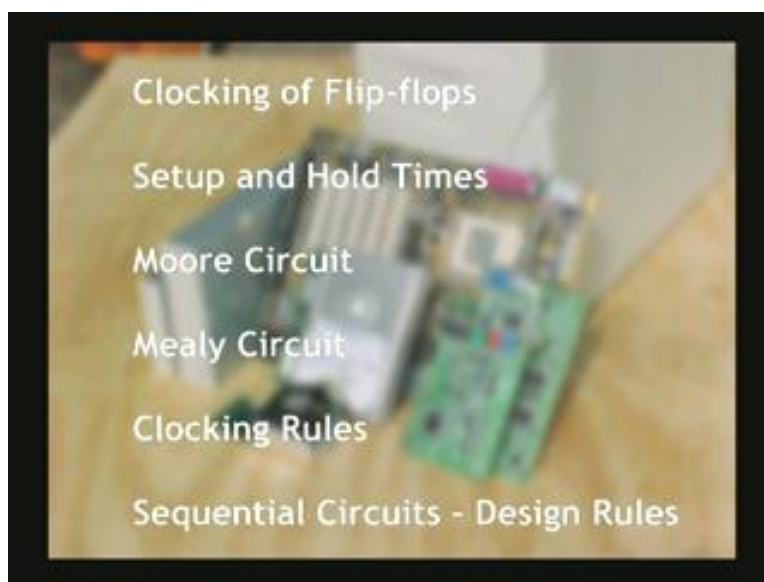 Clocking of Flip-flops
Setup and Hold Times
Moore Circuit
Mealy Circuit
Clocking Rules
Sequential Circuits - Design Rules